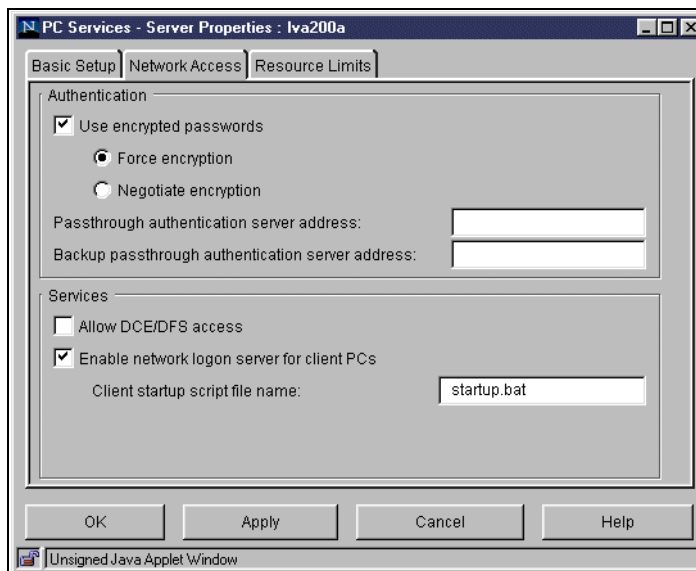 N PC Services - Server Properties : lva200a
Basic Setup Network Access Resource Limits
Authentication
Use encrypted passwords
Force encryption
Negotiate encryption
Passthrough authentication server address:
Backup passthrough authentication server address:
Services
Allow DCE/DFS access
Enable network logon server for client PCs
Client startup script file name: startup.bat
OK Apply Cancel Help
Unsigned Java Applet Window